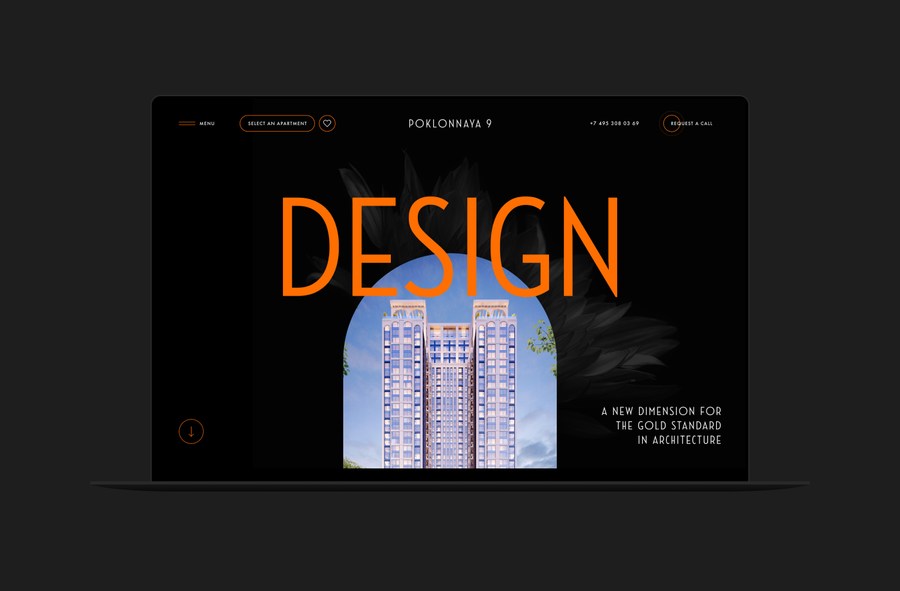 MENU
SELECT AN APARTMENT
POKLONNAYA 9
+7 495 308 03 69
REQUEST A CALL
DESIGN
A NEW DIMENSION FOR
THE GOLD STANDARD
IN ARCHITECTURE